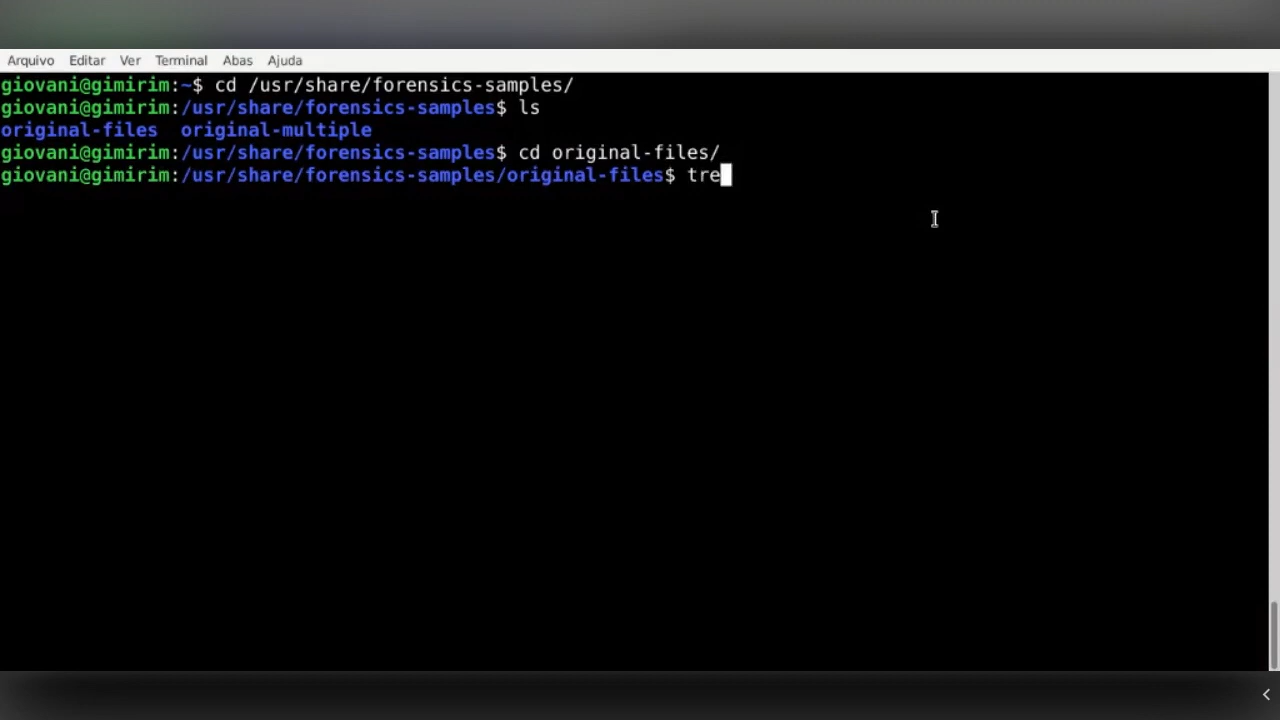 Arquivo Editar Ver Terminal Abas Ajuda
giovani@gimirim:~$ cd /usr/share/forensics-samples/
giovani@gimirim:/usr/share/forensics-samples$ ls
original-files  original-multiple
giovani@gimirim:/usr/share/forensics-samples$ cd original-files/
giovani@gimirim:/usr/share/forensics-samples/original-files$ tre